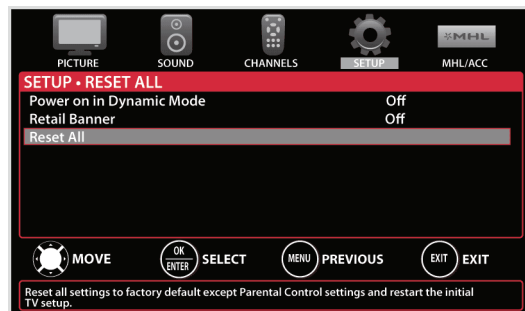 MHL
PICTURE SOUND CHANNELS SETUP MHL/ACC
SETUP • RESET ALL
Power on in Dynamic Mode Off
Retail Banner Off
Reset All
MOVE OK ENTER SELECT MENU PREVIOUS EXIT EXIT
Reset all settings to factory default except Parental Control settings and restart the initial
TV setup.